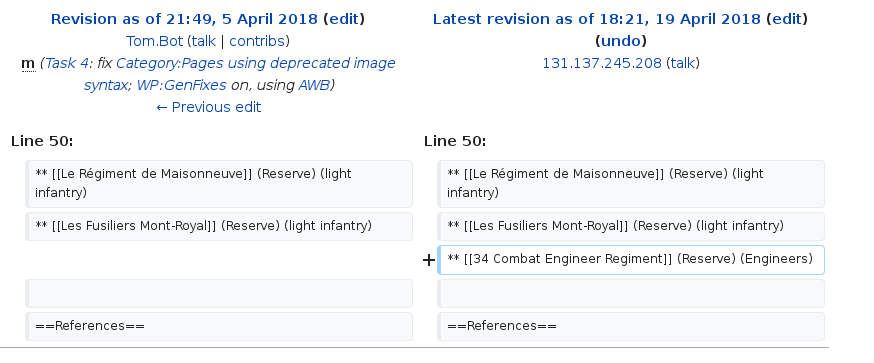 Revision as of 21:49, 5 April 2018 (edit)
Tom.Bot (talk | contribs)
m (Task 4: fix Category:Pages using deprecated image
syntax; WP:GenFixes on, using AWB)
← Previous edit
Latest revision as of 18:21, 19 April 2018 (edit)
(undo)
131.137.245.208 (talk)
Line 50:
Line 50:
** [[Le Régiment de Maisonneuve]] (Reserve) (light
infantry)
** [[Le Régiment de Maisonneuve]] (Reserve) (light
infantry)
** [[Les Fusiliers Mont-Royal]] (Reserve) (light infantry)
** [[Les Fusiliers Mont-Royal]] (Reserve) (light infantry)
+ ** [[34 Combat Engineer Regiment]] (Reserve) (Engineers)
==References==
==References==